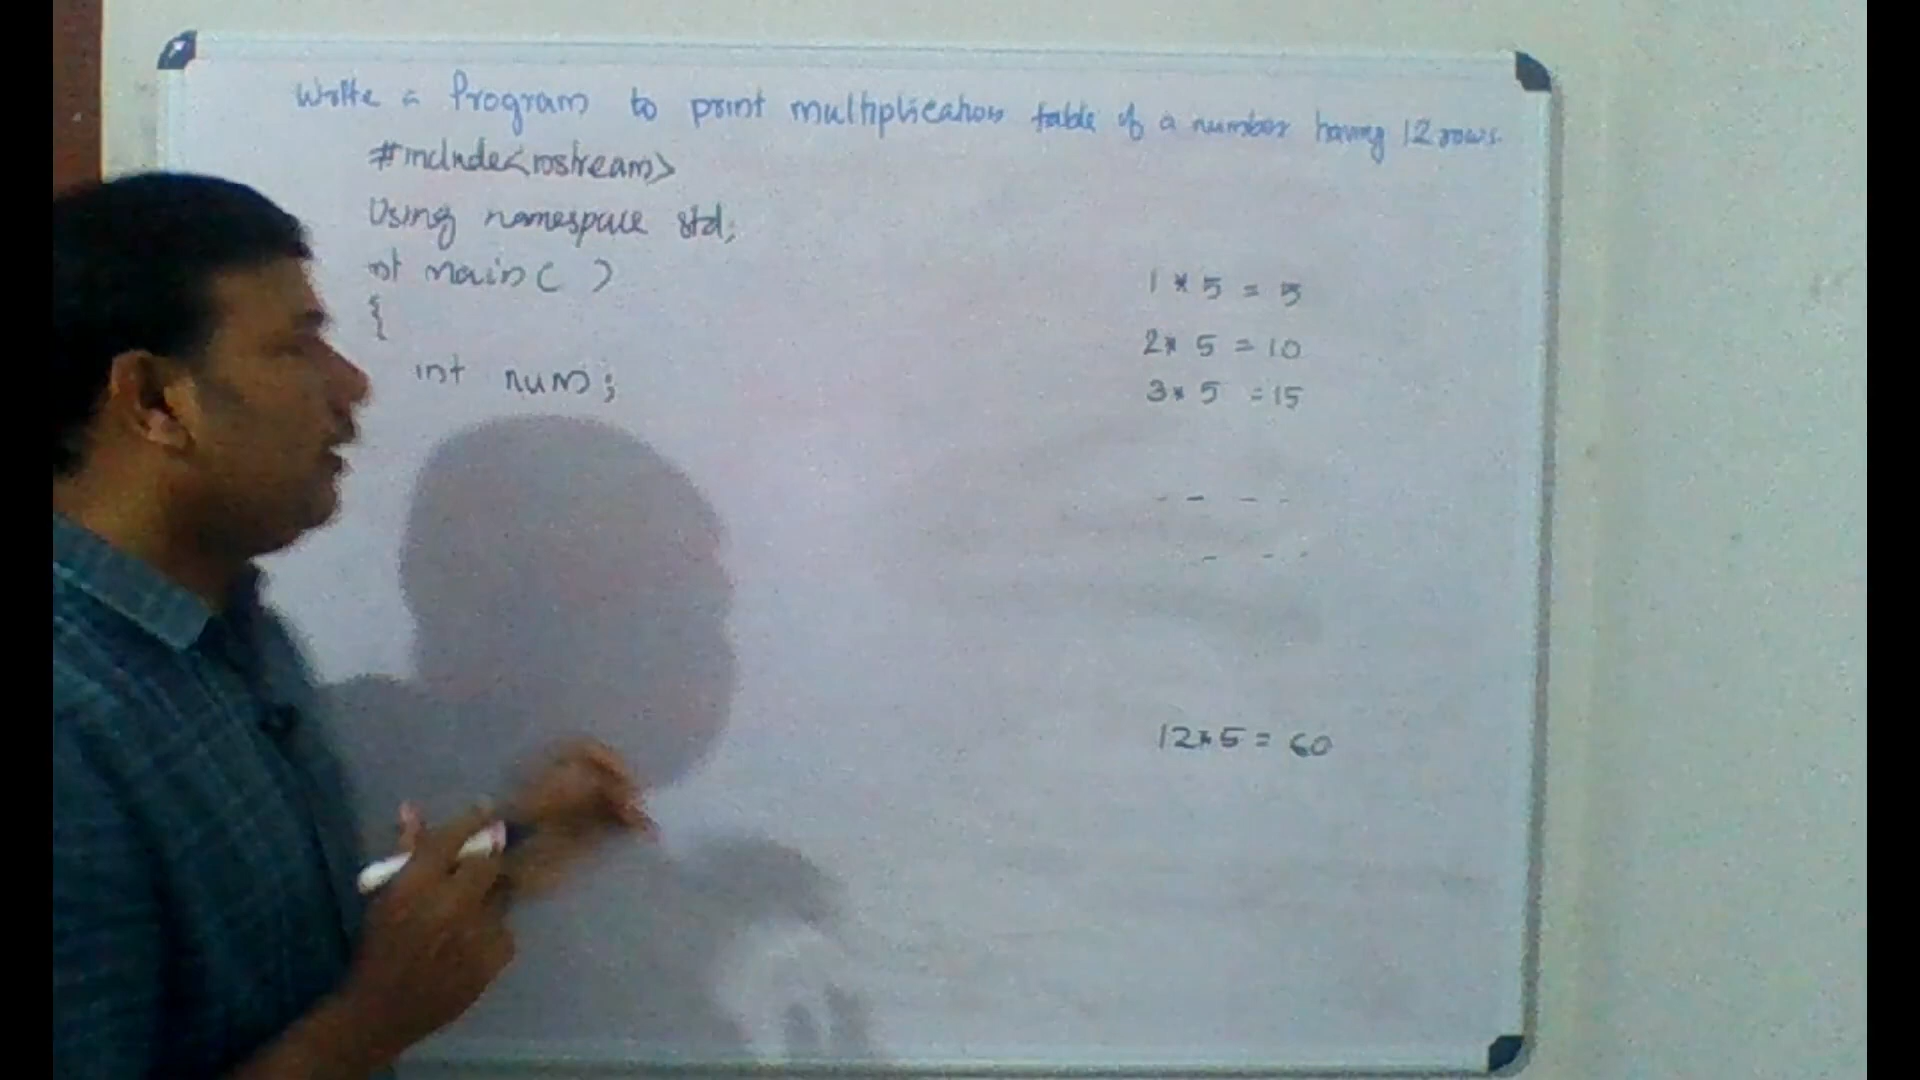 Write a Program to print multiplication table of a number having 12 rows.
#include<iostream>
Using namespace std;
int main( )
{
int num;
1 * 5 = 5
2* 5 = 10
3* 5 = 15
- - - -
- - -
12*5 = 60